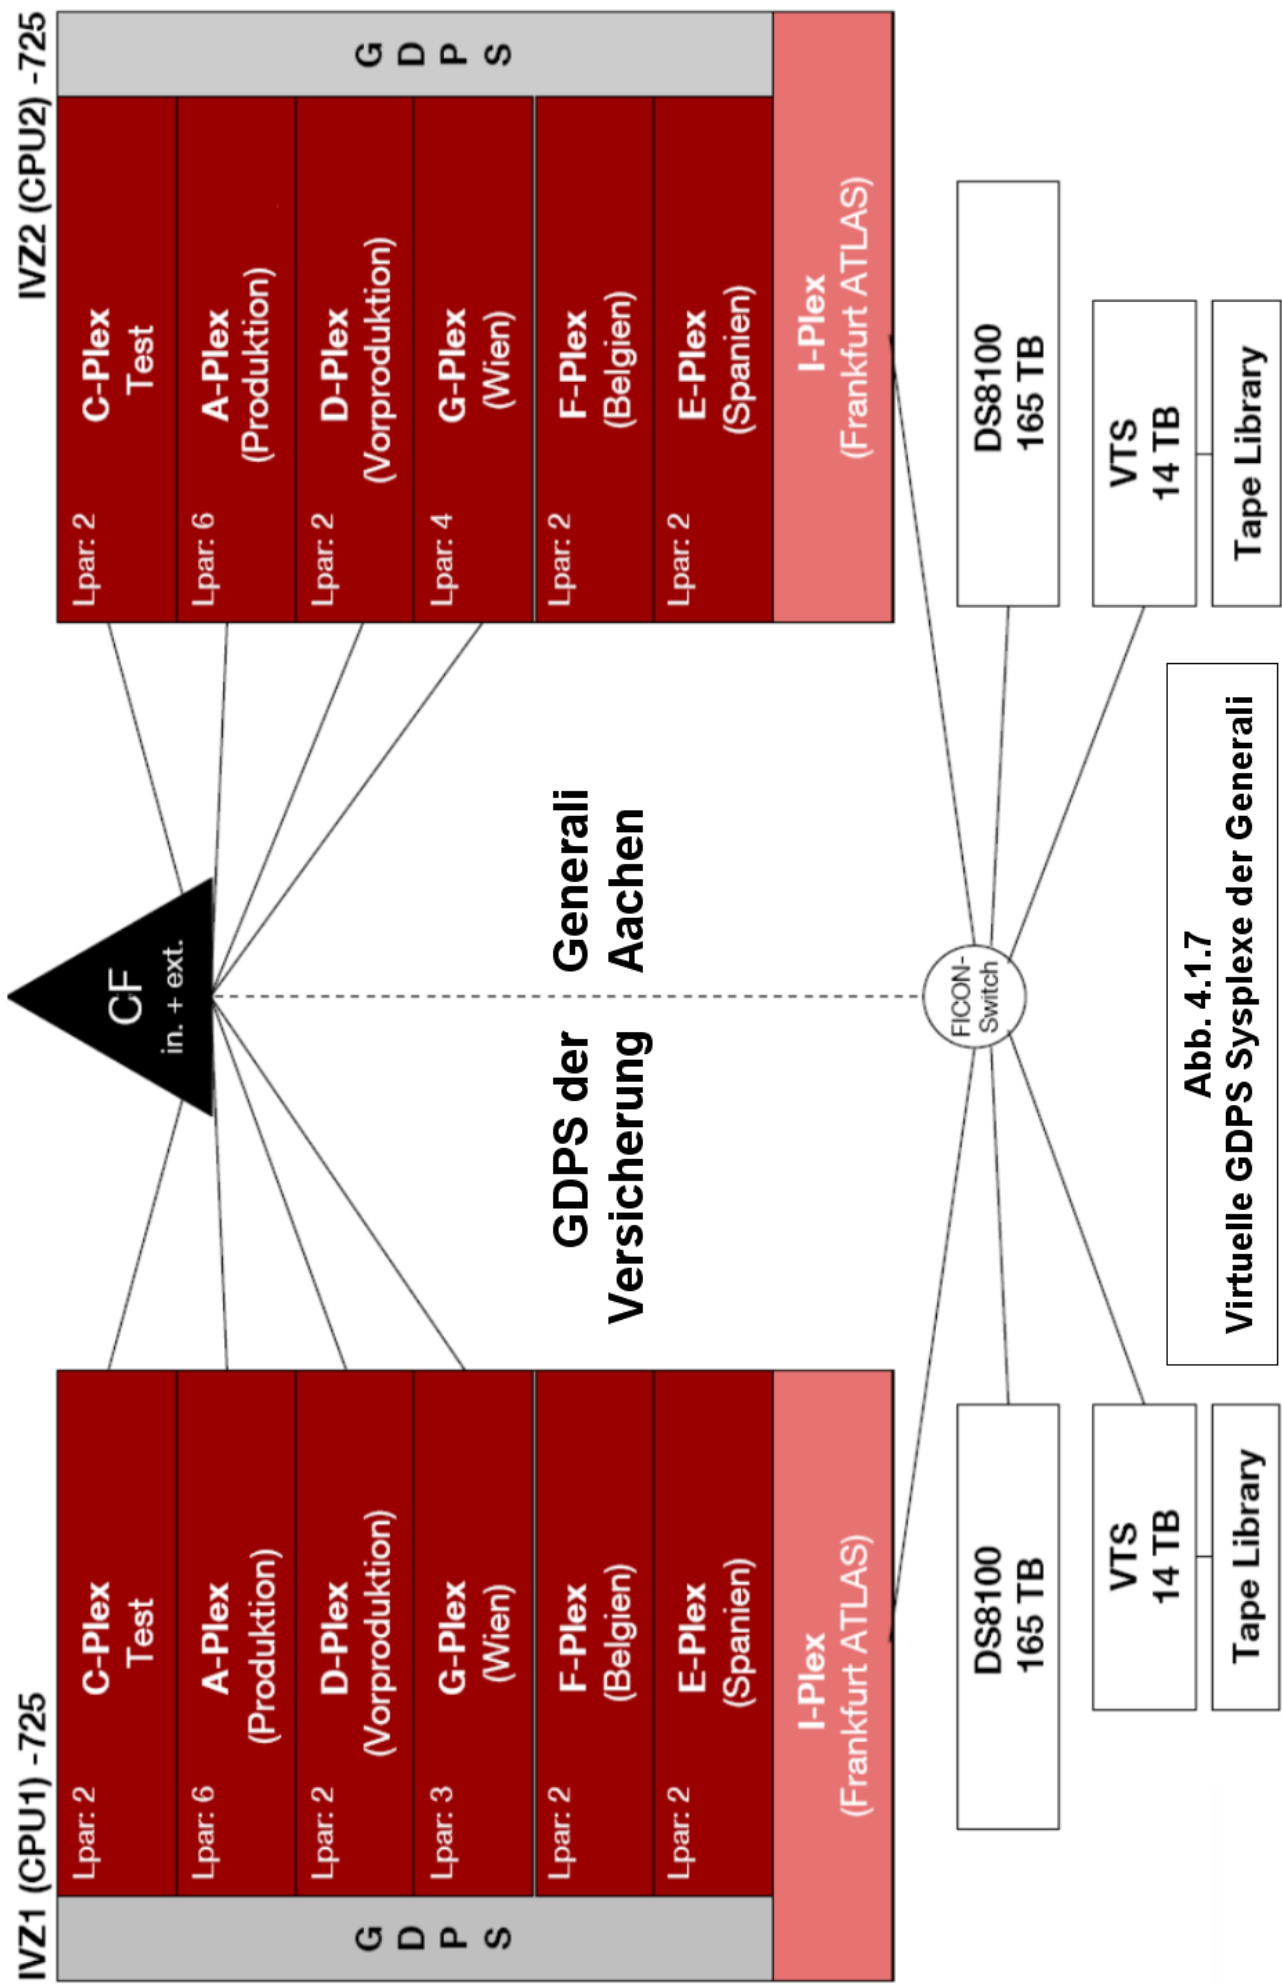 IVZ1 (CPU1) -725
IVZ2 (CPU2) -725
G
D
P
S
Lpar: 2
C-Plex
Test
Lpar: 6
A-Plex
(Produktion)
Lpar: 2
D-Plex
(Vorproduktion)
Lpar: 3
G-Plex
(Wien)
Lpar: 2
F-Plex
(Belgien)
Lpar: 2
E-Plex
(Spanien)
I-Plex
(Frankfurt ATLAS)
CF
in. + ext.
GDPS der Generali
Versicherung Aachen
Lpar: 2
C-Plex
Test
Lpar: 6
A-Plex
(Produktion)
Lpar: 2
D-Plex
(Vorproduktion)
Lpar: 4
G-Plex
(Wien)
Lpar: 2
F-Plex
(Belgien)
Lpar: 2
E-Plex
(Spanien)
I-Plex
(Frankfurt ATLAS)
G
D
P
S
FICON-
Switch
DS8100
165 TB
VTS
14 TB
Tape Library
DS8100
165 TB
VTS
14 TB
Tape Library
Abb. 4.1.7
Virtuelle GDPS Sysplexe der Generali